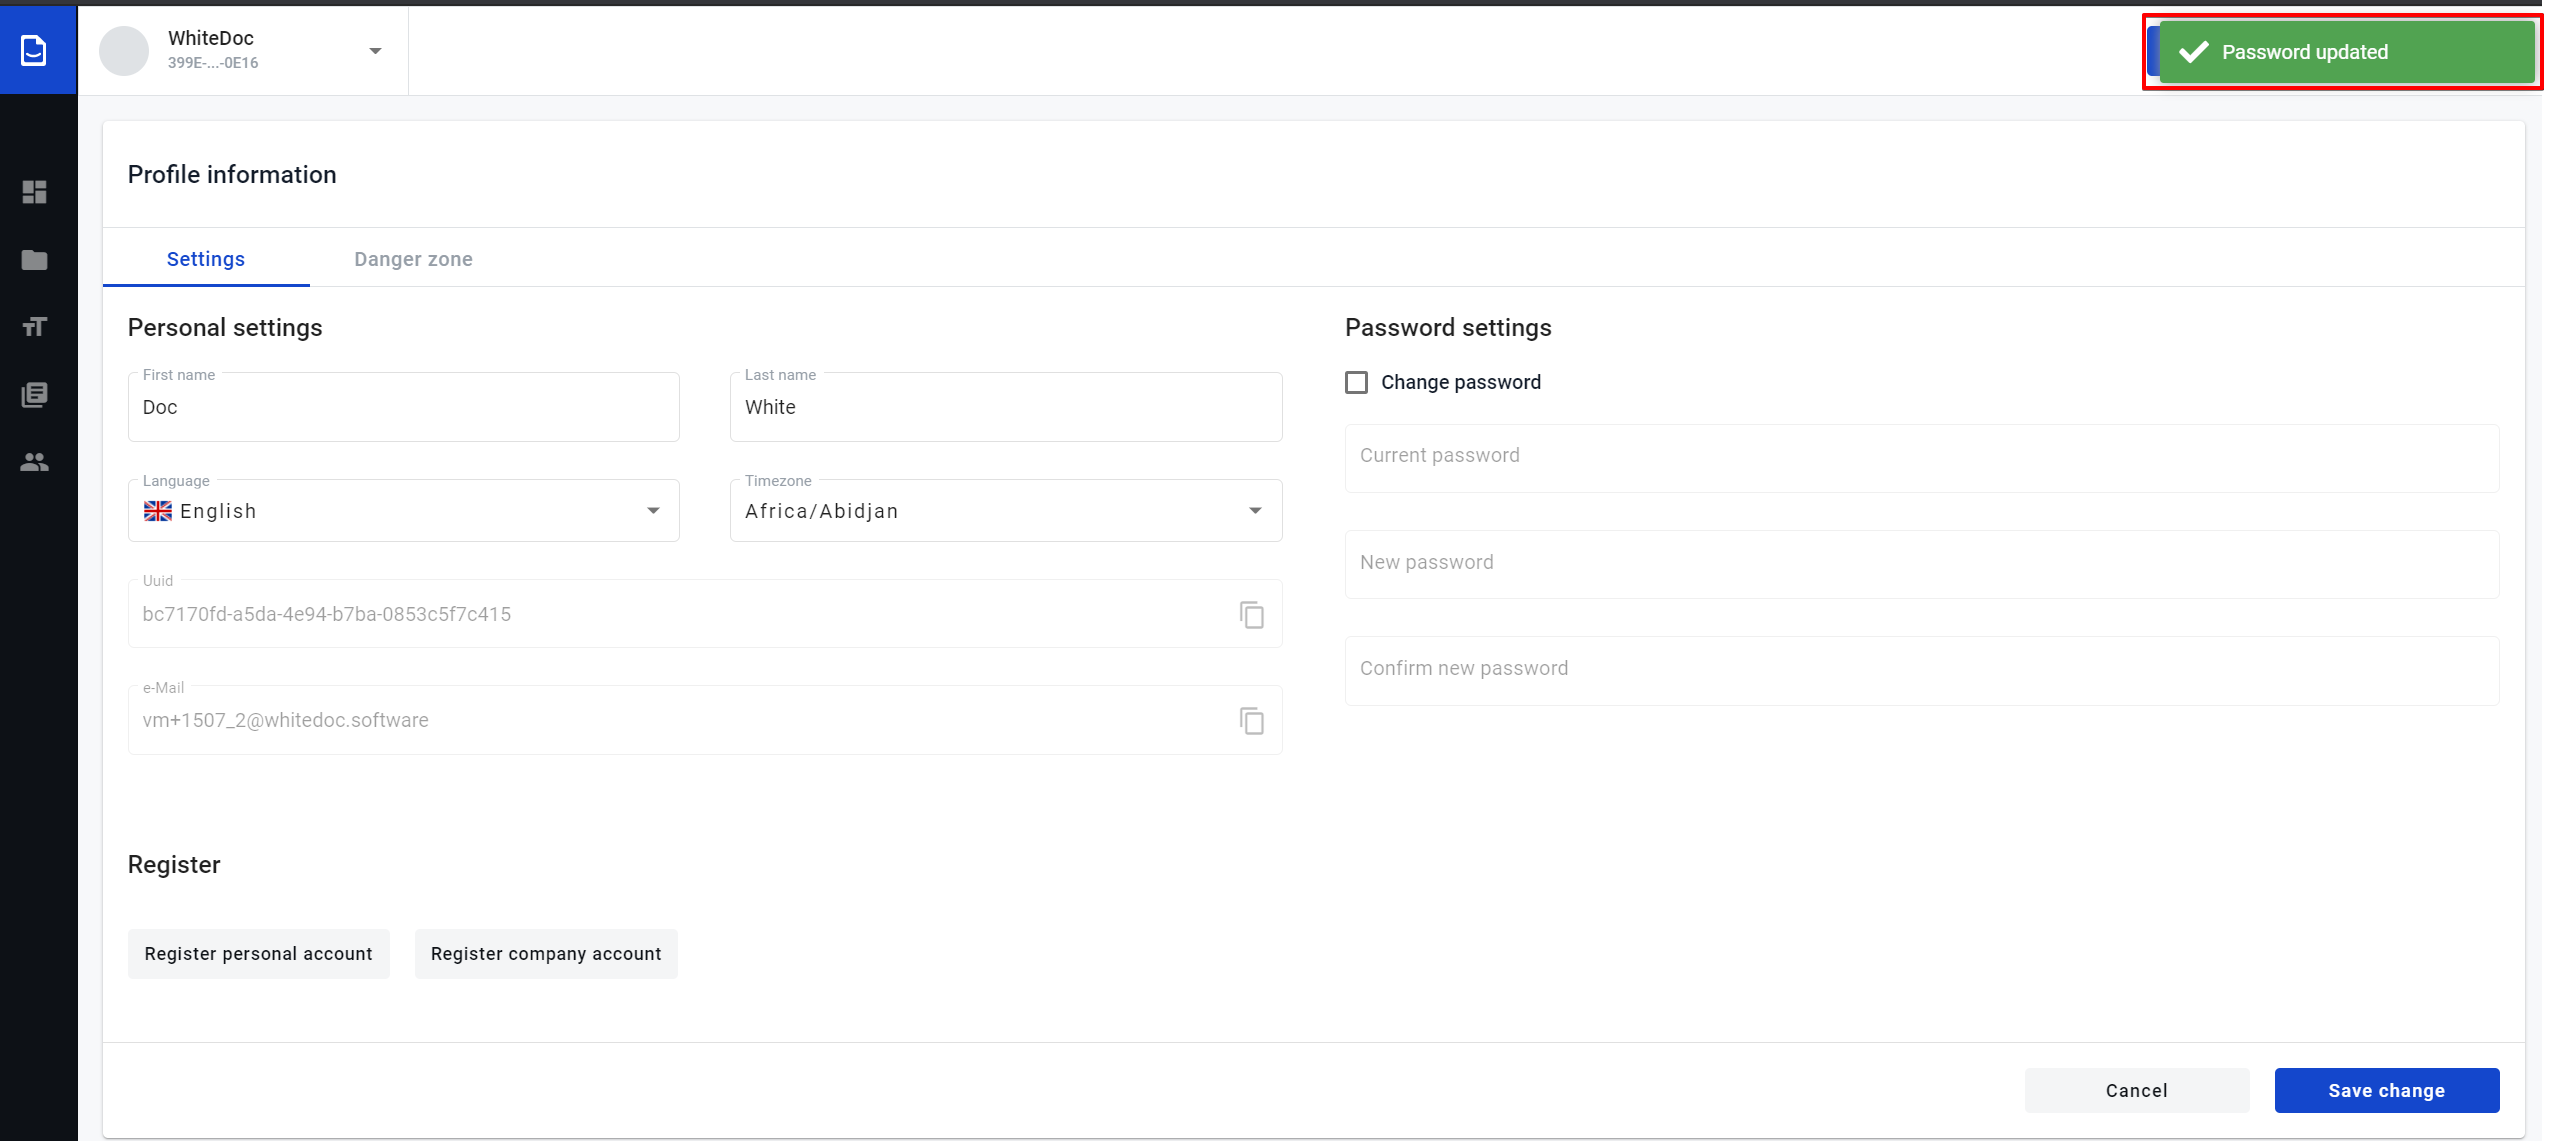 WhiteDoc
399E-...-0E16
Password updated
Profile information
Settings
Danger zone
Personal settings
Password settings
First name
Doc
Last name
White
Change password
Current password
Language
English
Timezone
Africa/Abidjan
New password
Uuid
bc7170fd-a5da-4e94-b7ba-0853c5f7c415
Confirm new password
e-Mail
vm+1507_2@whitedoc.software
Register
Register personal account
Register company account
Cancel
Save change